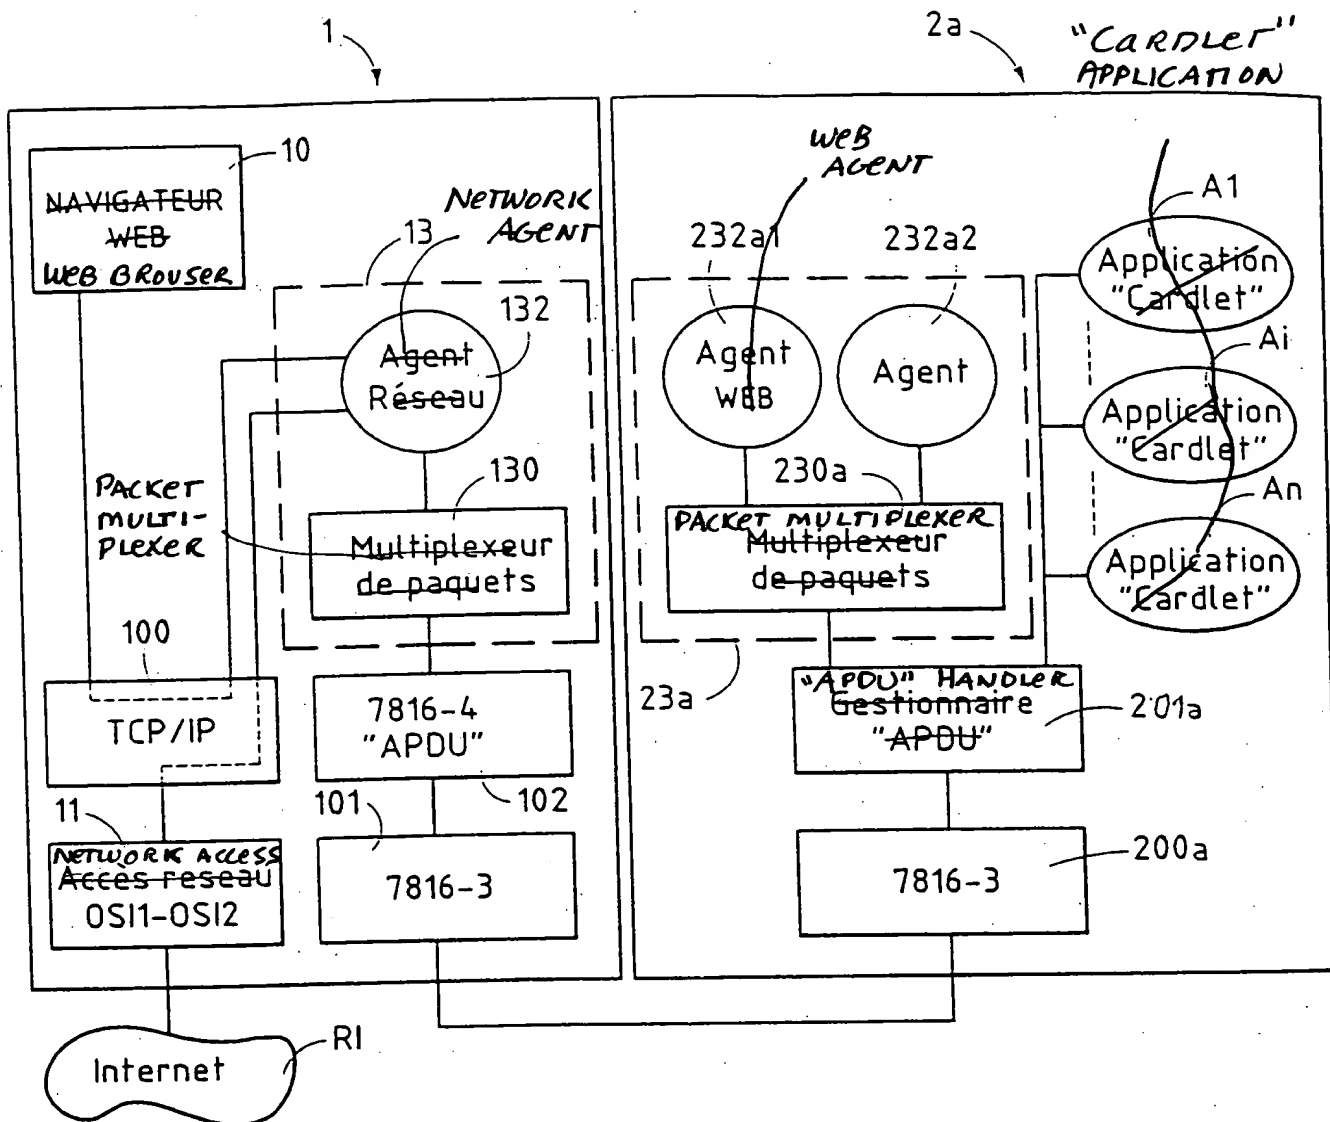 1
2a
"CARDLET"
APPLICATION
10
NAVIGATEUR
WEB
WEB BROUSER
NETWORK
AGENT
13
132
Agent
Réseau
WEB
AGENT
232a1
232a2
Agent
WEB
Agent
A1
Application
"Cardlet"
Ai
Application
"Cardlet"
An
Application
"Cardlet"
PACKET
MULTI-
PLEXER
130
Multiplexeur
de paquets
230a
PACKET MULTIPLEXER
Multiplexeur
de paquets
23a
100
TCP/IP
7816-4
"APDU"
102
"APDU" HANDLER
Gestionnaire
"APDU"
201a
11
NETWORK ACCESS
Accès reseau
OSI1-OSI2
101
7816-3
7816-3
200a
Internet
RI